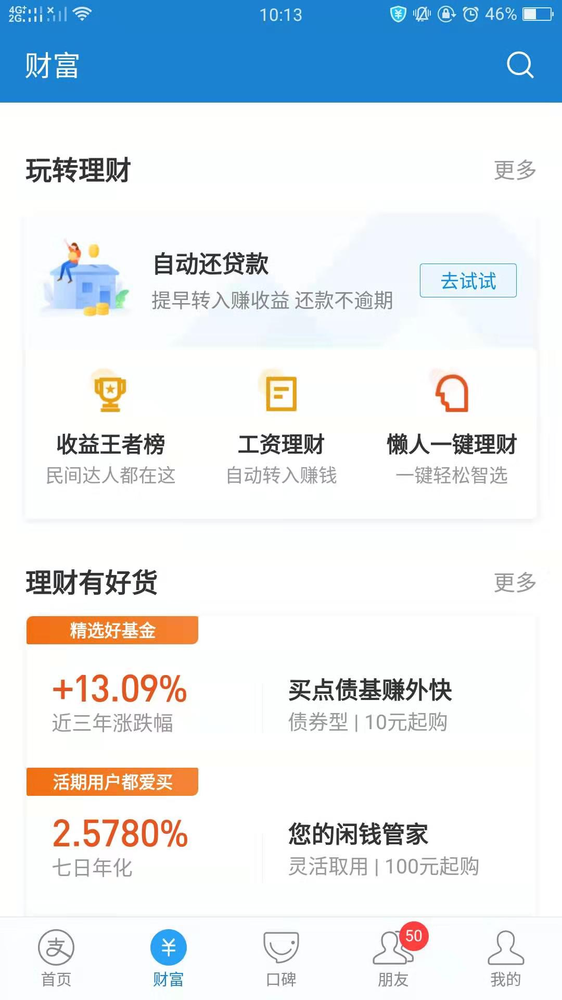 4G+
2G
10:13
46%
财富
玩转理财
更多
自动还贷款
提早转入赚收益 还款不逾期
去试试
收益王者榜
工资理财
懒人一键理财
民间达人都在这
自动转入赚钱
一键轻松智选
理财有好货
更多
精选好基金
+13.09%
买点债基赚外快
近三年涨跌幅
债券型 | 10元起购
活期用户都爱买
2.5780%
您的闲钱管家
七日年化
灵活取用 | 100元起购
支
¥
50
首页
财富
口碑
朋友
我的